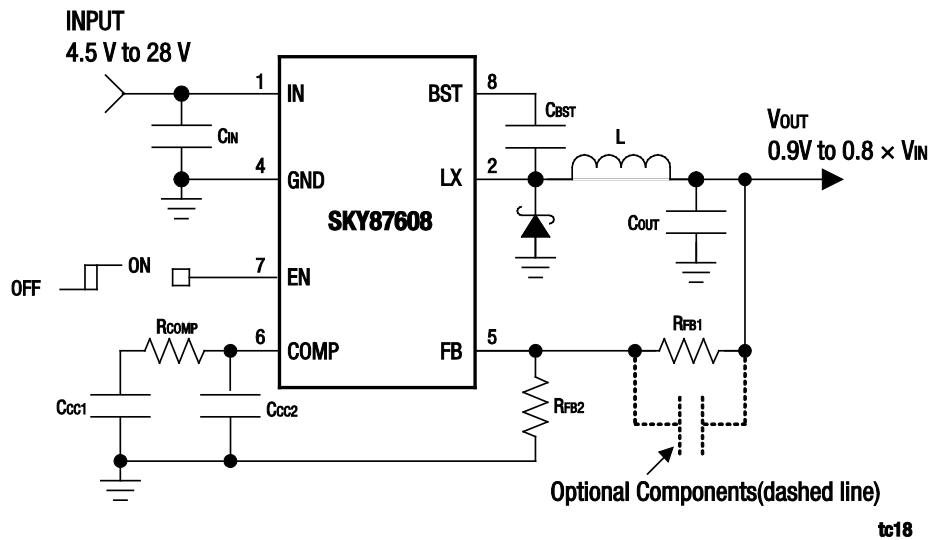 INPUT
4.5 V to 28 V
1
IN
BST
8
CBST
CIN
L
VOUT
0.9V to 0.8 × VIN
4
GND
LX
2
SKY87608
COUT
OFF
ON
7
EN
RCOMP
6
COMP
FB
5
RFB1
CCC1
CCC2
RFB2
Optional Components(dashed line)
tc18